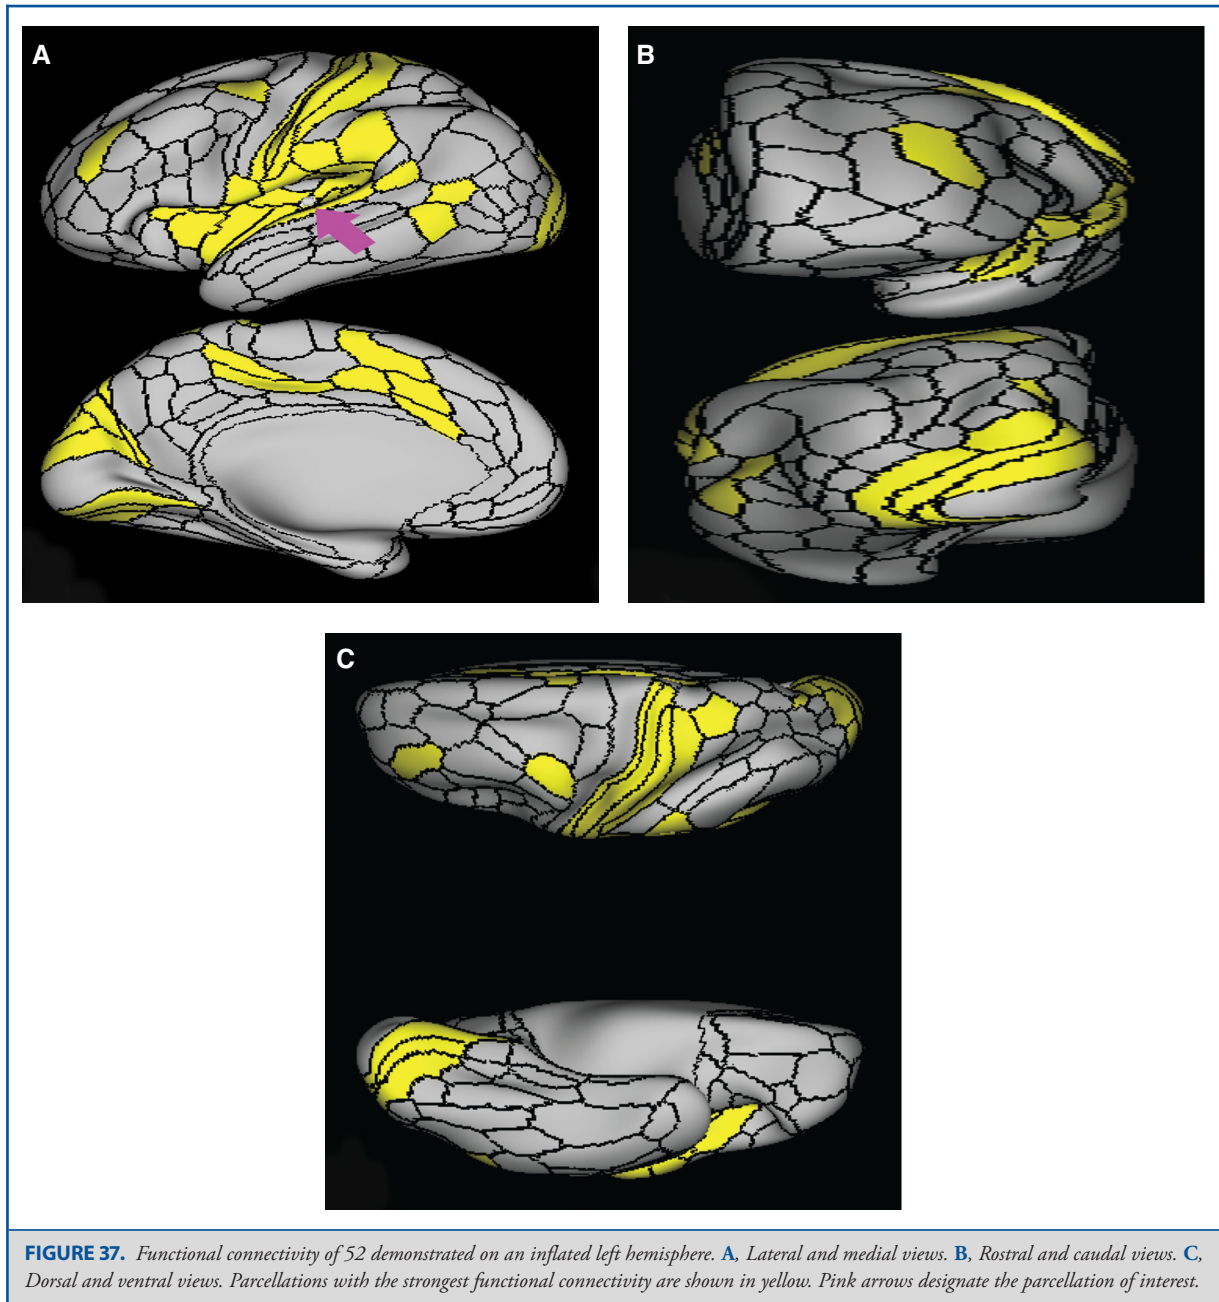 A
B
C
FIGURE 37. Functional connectivity of 52 demonstrated on an inflated left hemisphere. A, Lateral and medial views. B, Rostral and caudal views. C,
Dorsal and ventral views. Parcellations with the strongest functional connectivity are shown in yellow. Pink arrows designate the parcellation of interest.